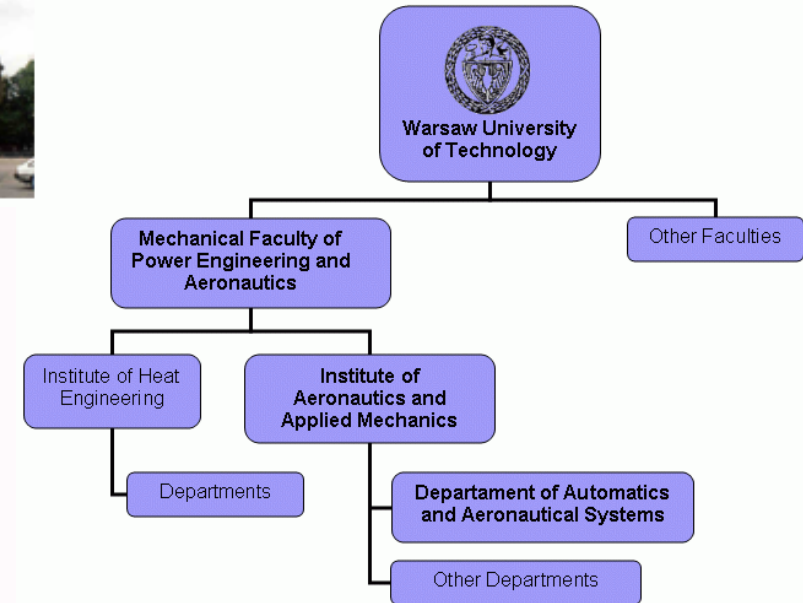 Warsaw University
of Technology
Mechanical Faculty of
Power Engineering and
Aeronautics
Other Faculties
Institute of Heat
Engineering
Institute of
Aeronautics and
Applied Mechanics
Departments
Departament of Automatics
and Aeronautical Systems
Other Departments